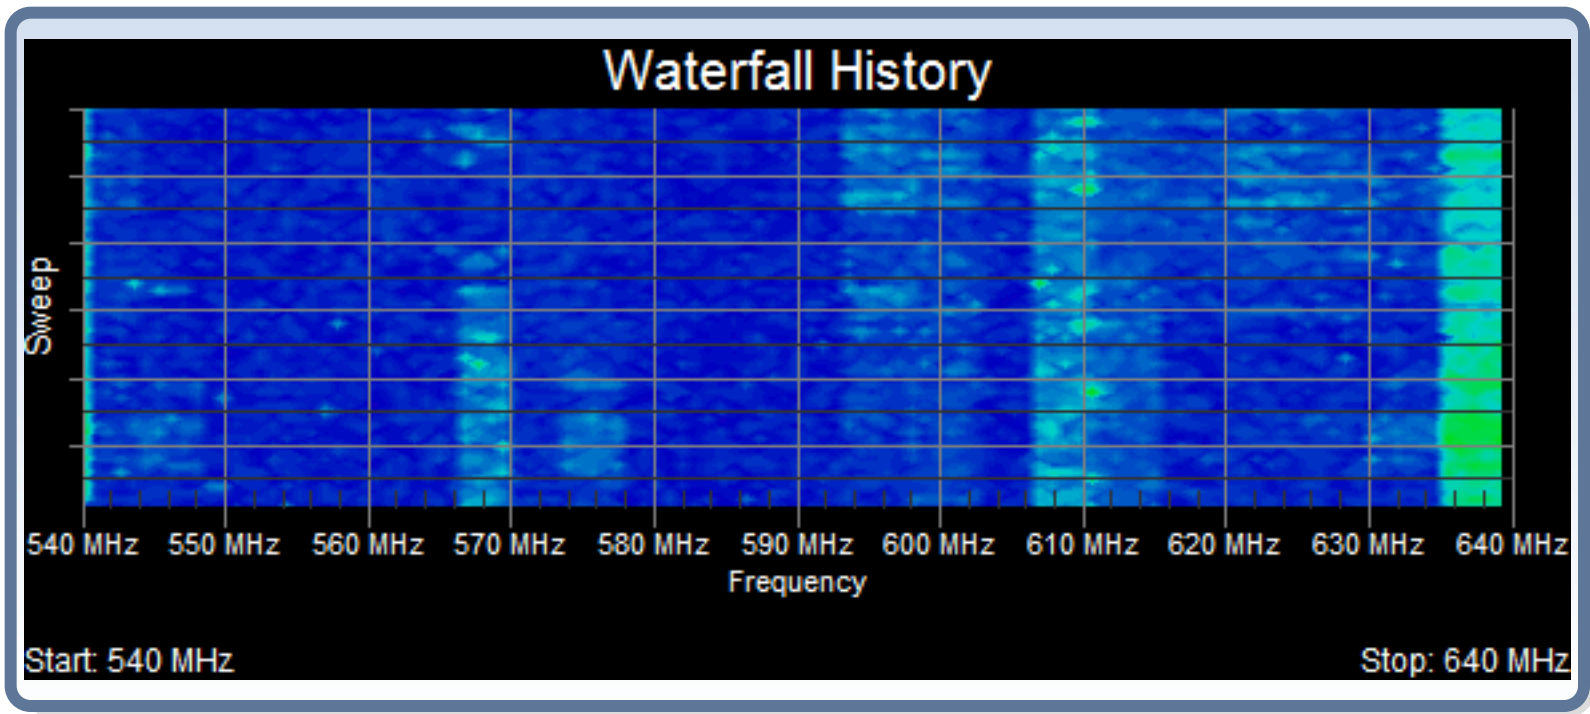 Waterfall History
Sweep
540 MHz 550 MHz 560 MHz 570 MHz 580 MHz 590 MHz 600 MHz 610 MHz 620 MHz 630 MHz 640 MHz
Frequency
Start: 540 MHz
Stop: 640 MHz